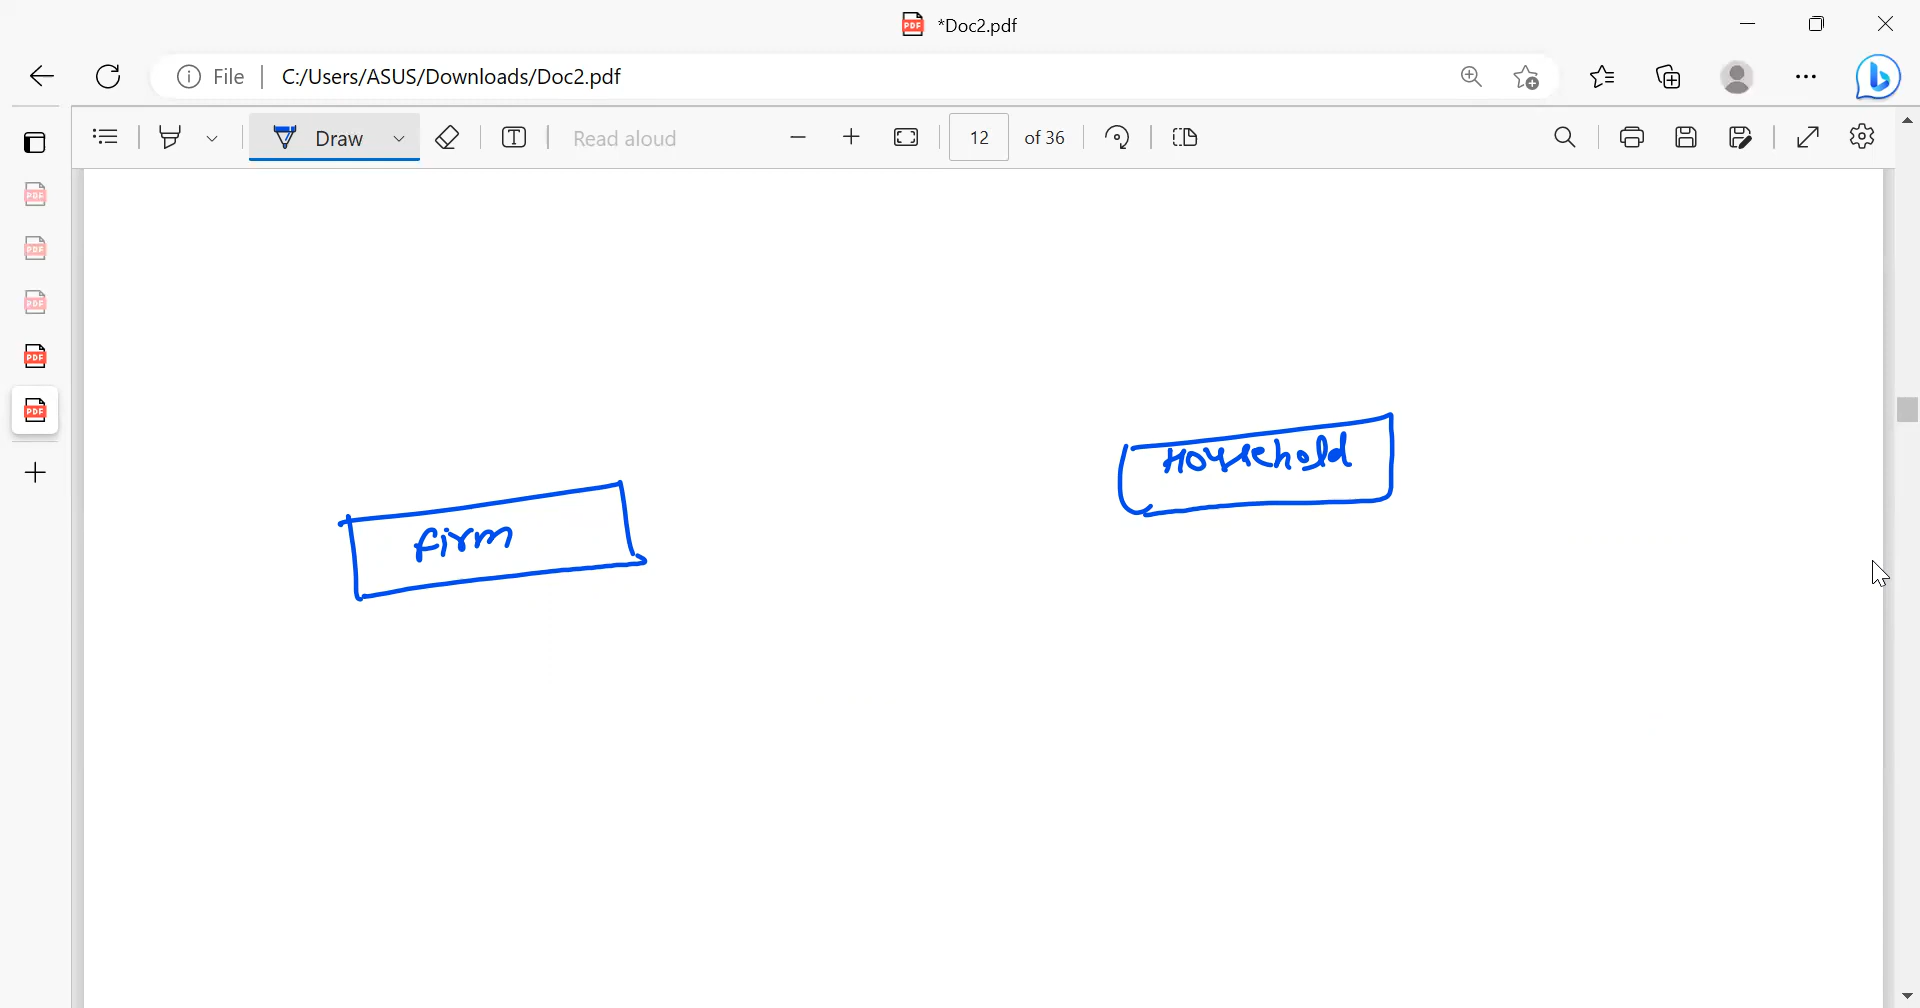 *Doc2.pdf
File | C:/Users/ASUS/Downloads/Doc2.pdf
Draw Read aloud 12 of 36
Household
firm